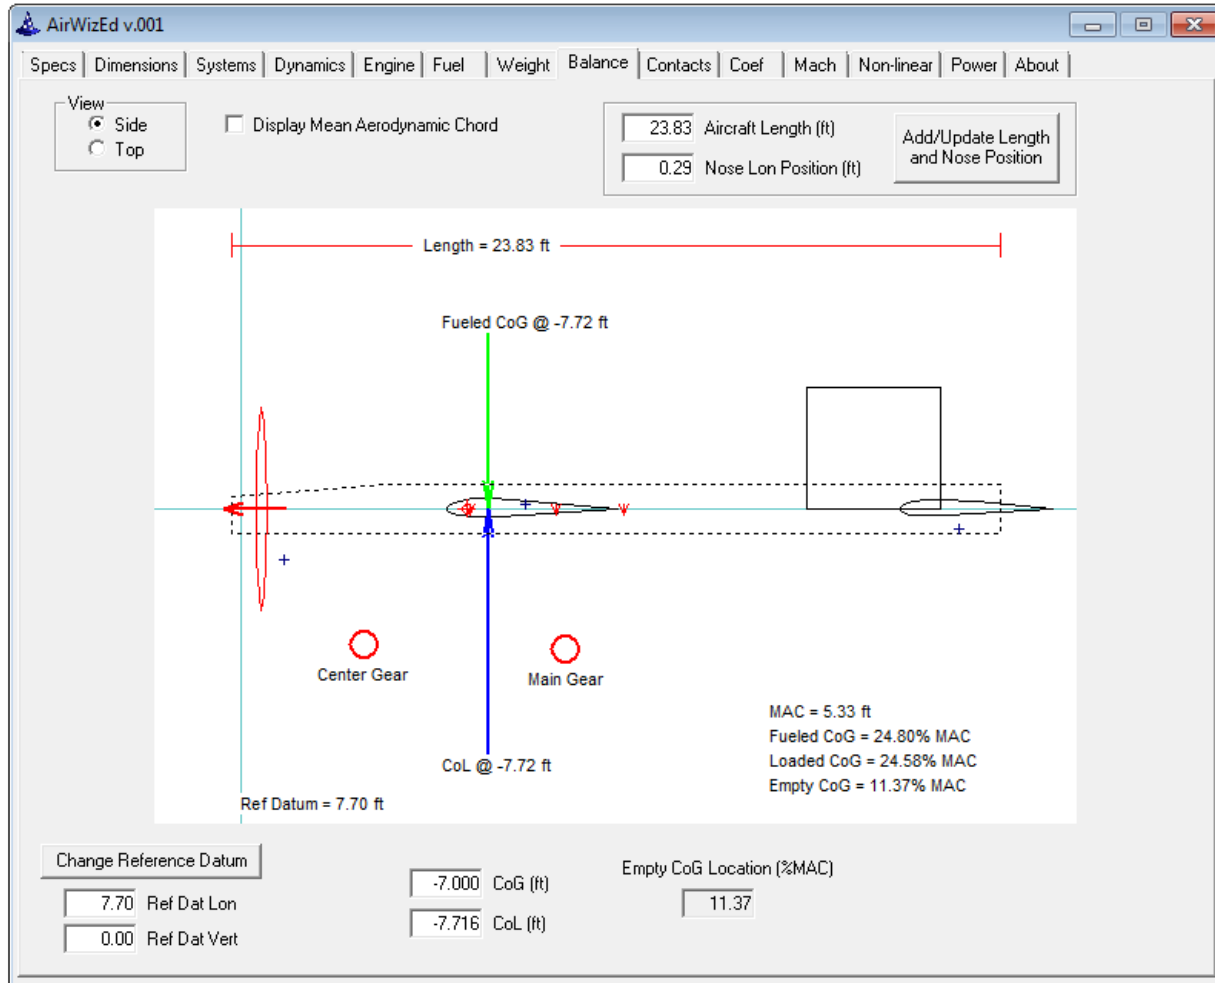 AirWizEd v.001
Specs Dimensions Systems Dynamics Engine Fuel Weight Balance Contacts Coef Mach Non-linear Power About
View
Side
Top
Display Mean Aerodynamic Chord
23.83 Aircraft Length (ft)
0.29 Nose Lon Position (ft)
Add/Update Length
and Nose Position
Length = 23.83 ft
Fueled CoG @ -7.72 ft
Center Gear
Main Gear
MAC = 5.33 ft
Fueled CoG = 24.80% MAC
Loaded CoG = 24.58% MAC
Empty CoG = 11.37% MAC
CoL @ -7.72 ft
Ref Datum = 7.70 ft
Change Reference Datum
7.70 Ref Dat Lon
0.00 Ref Dat Vert
-7.000 CoG (ft)
-7.716 CoL (ft)
Empty CoG Location (%MAC)
11.37